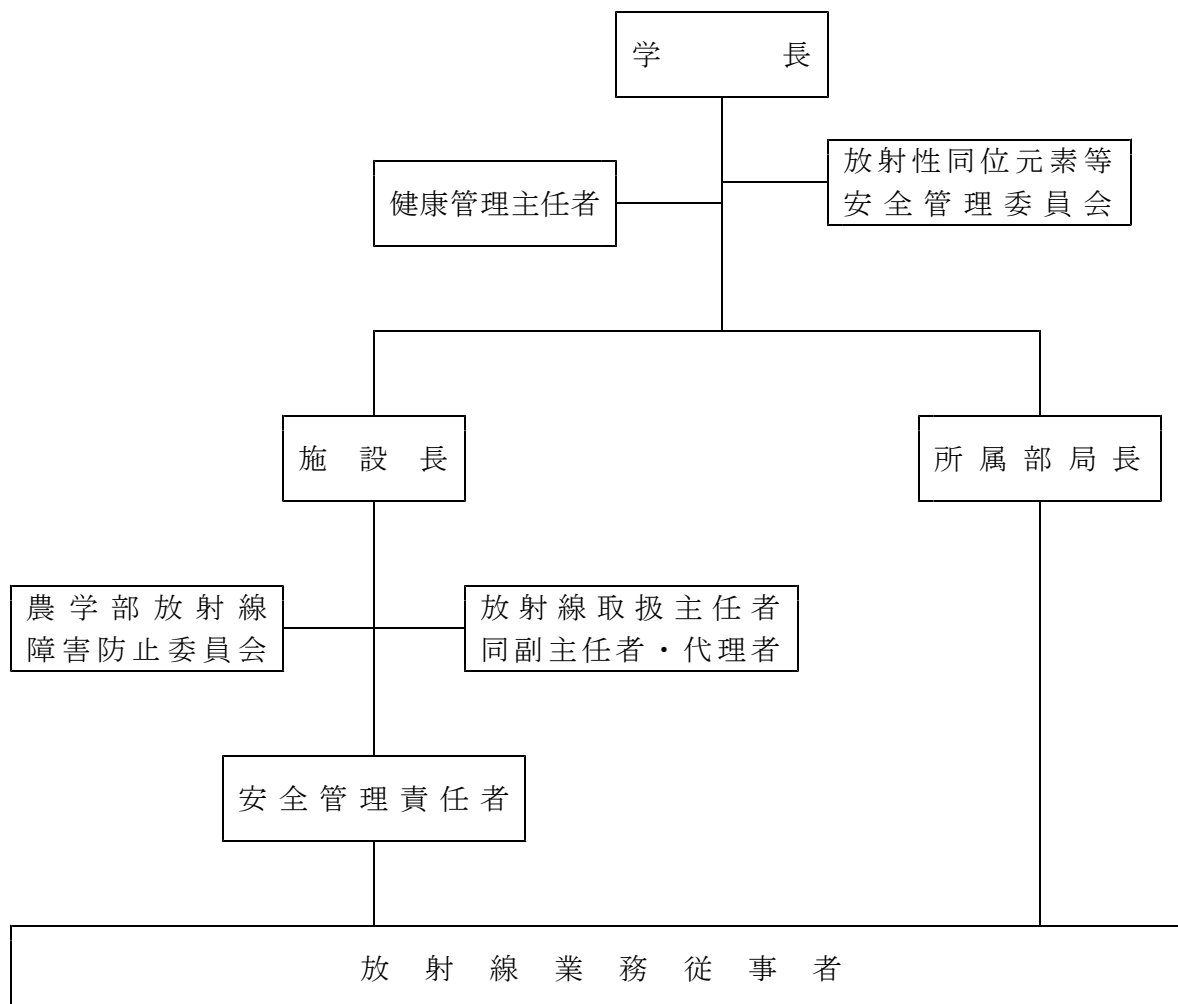 学長
放射性同位元素等
安全管理委員会
健康管理主任者
施設長
所属部局長
農学部放射線
障害防止委員会
放射線取扱主任者
同副主任者・代理者
安全管理責任者
放射線業務従事者